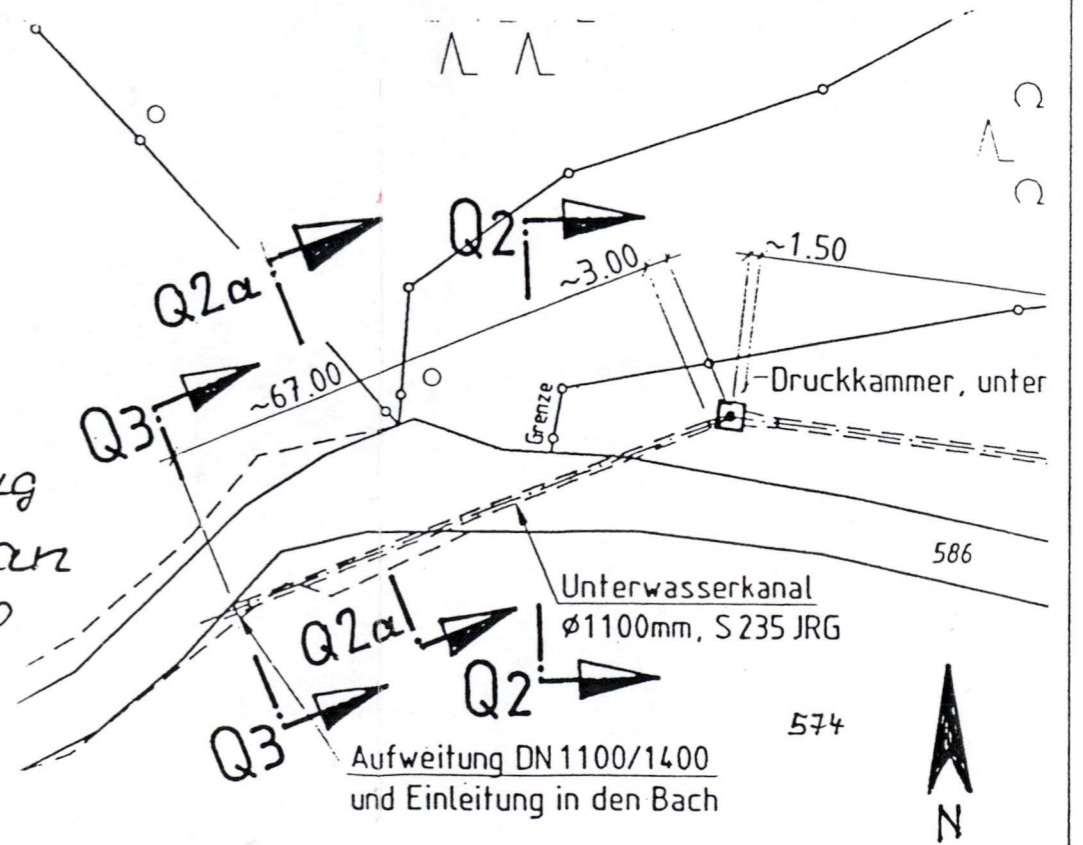 Q2
~3.00
~1.50
Q2a
~67.00
Druckkammer, unter
Q3
Grenze
586
Unterwasserkanal
ø1100mm, S 235 JRG
Q2a
Q2
Q3
574
Aufweitung DN 1100/1400
und Einleitung in den Bach
N